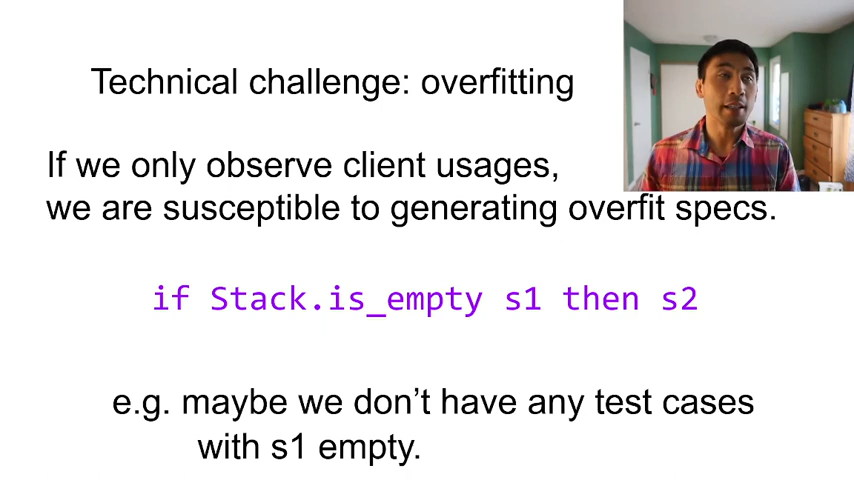 Technical challenge: overfitting
If we only observe client usages,
we are susceptible to generating overfit specs.
if Stack.is_empty s1 then s2
e.g. maybe we don't have any test cases
with s1 empty.